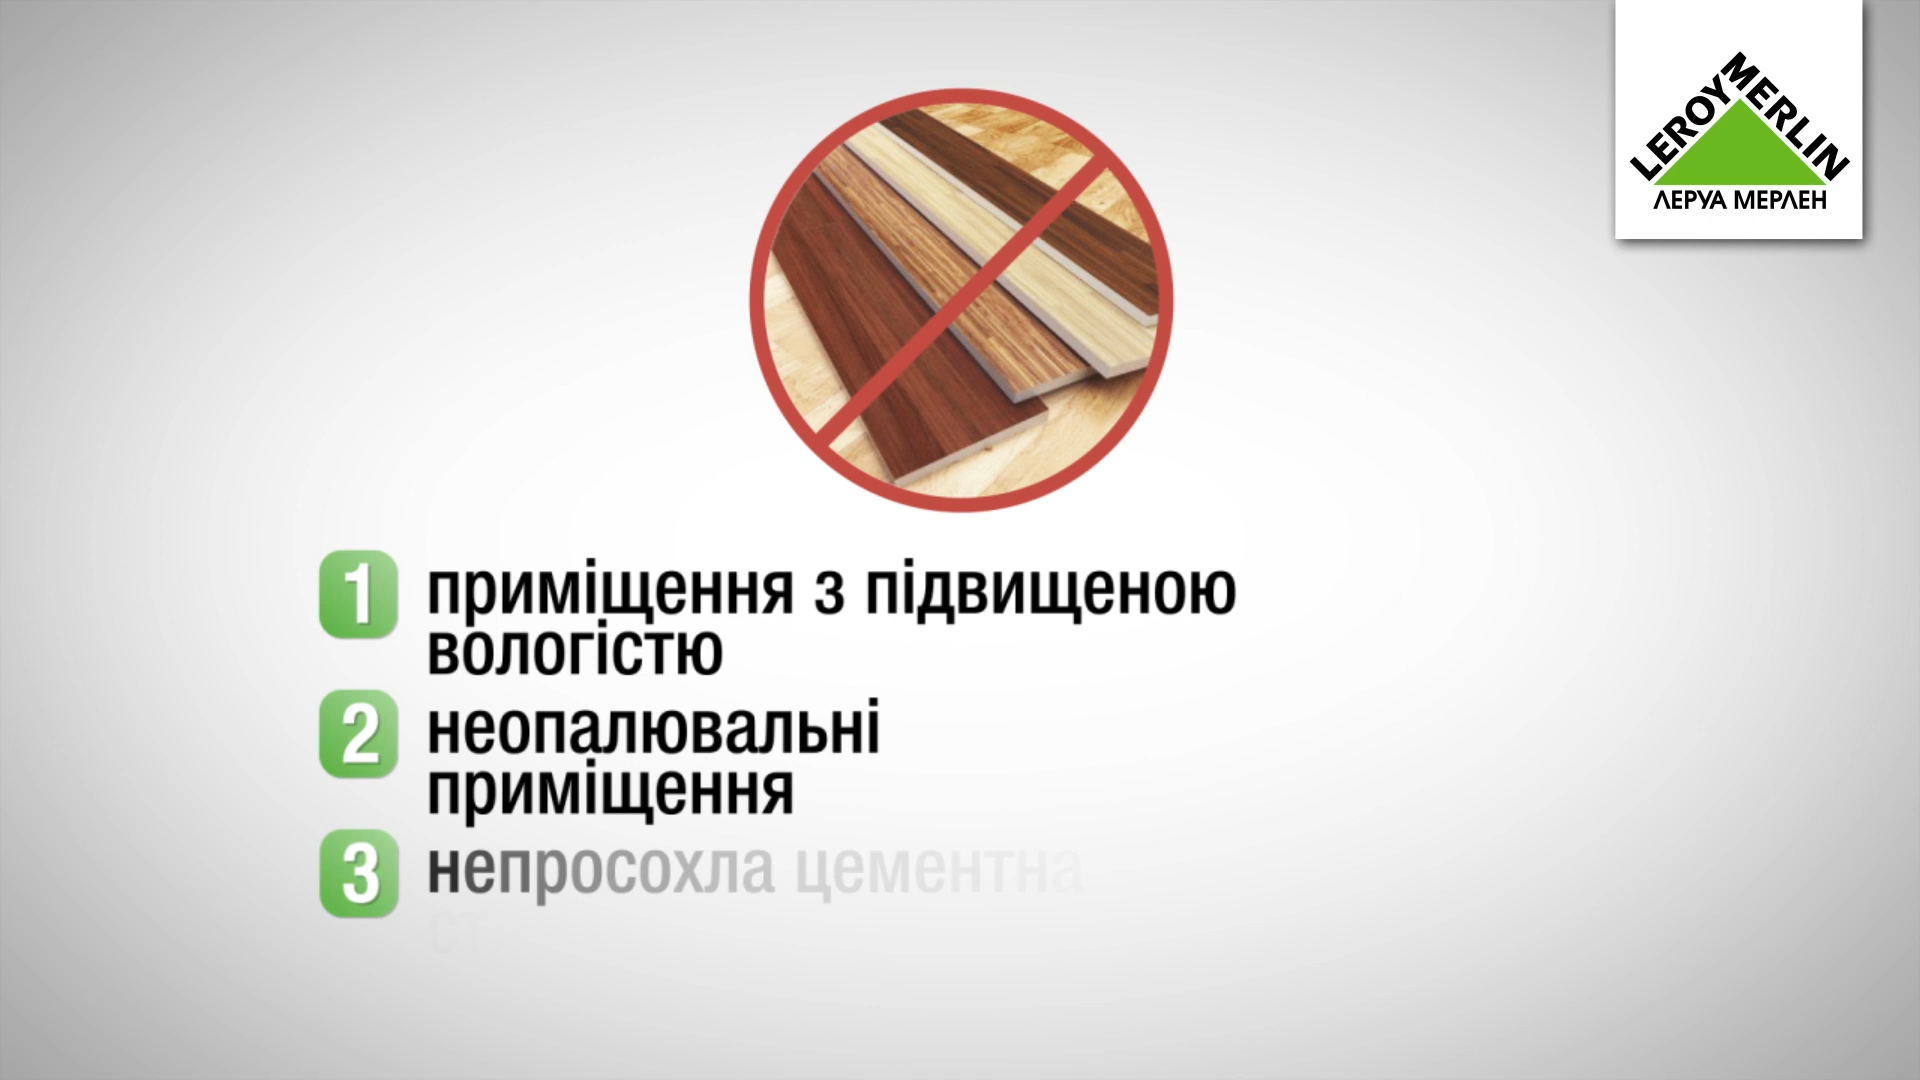 LEROY MERLIN
ЛЕРУА МЕРЛЕН
1 приміщення з підвищеною
вологістю
2 неопалювальні
приміщення
3 непросохла цементна